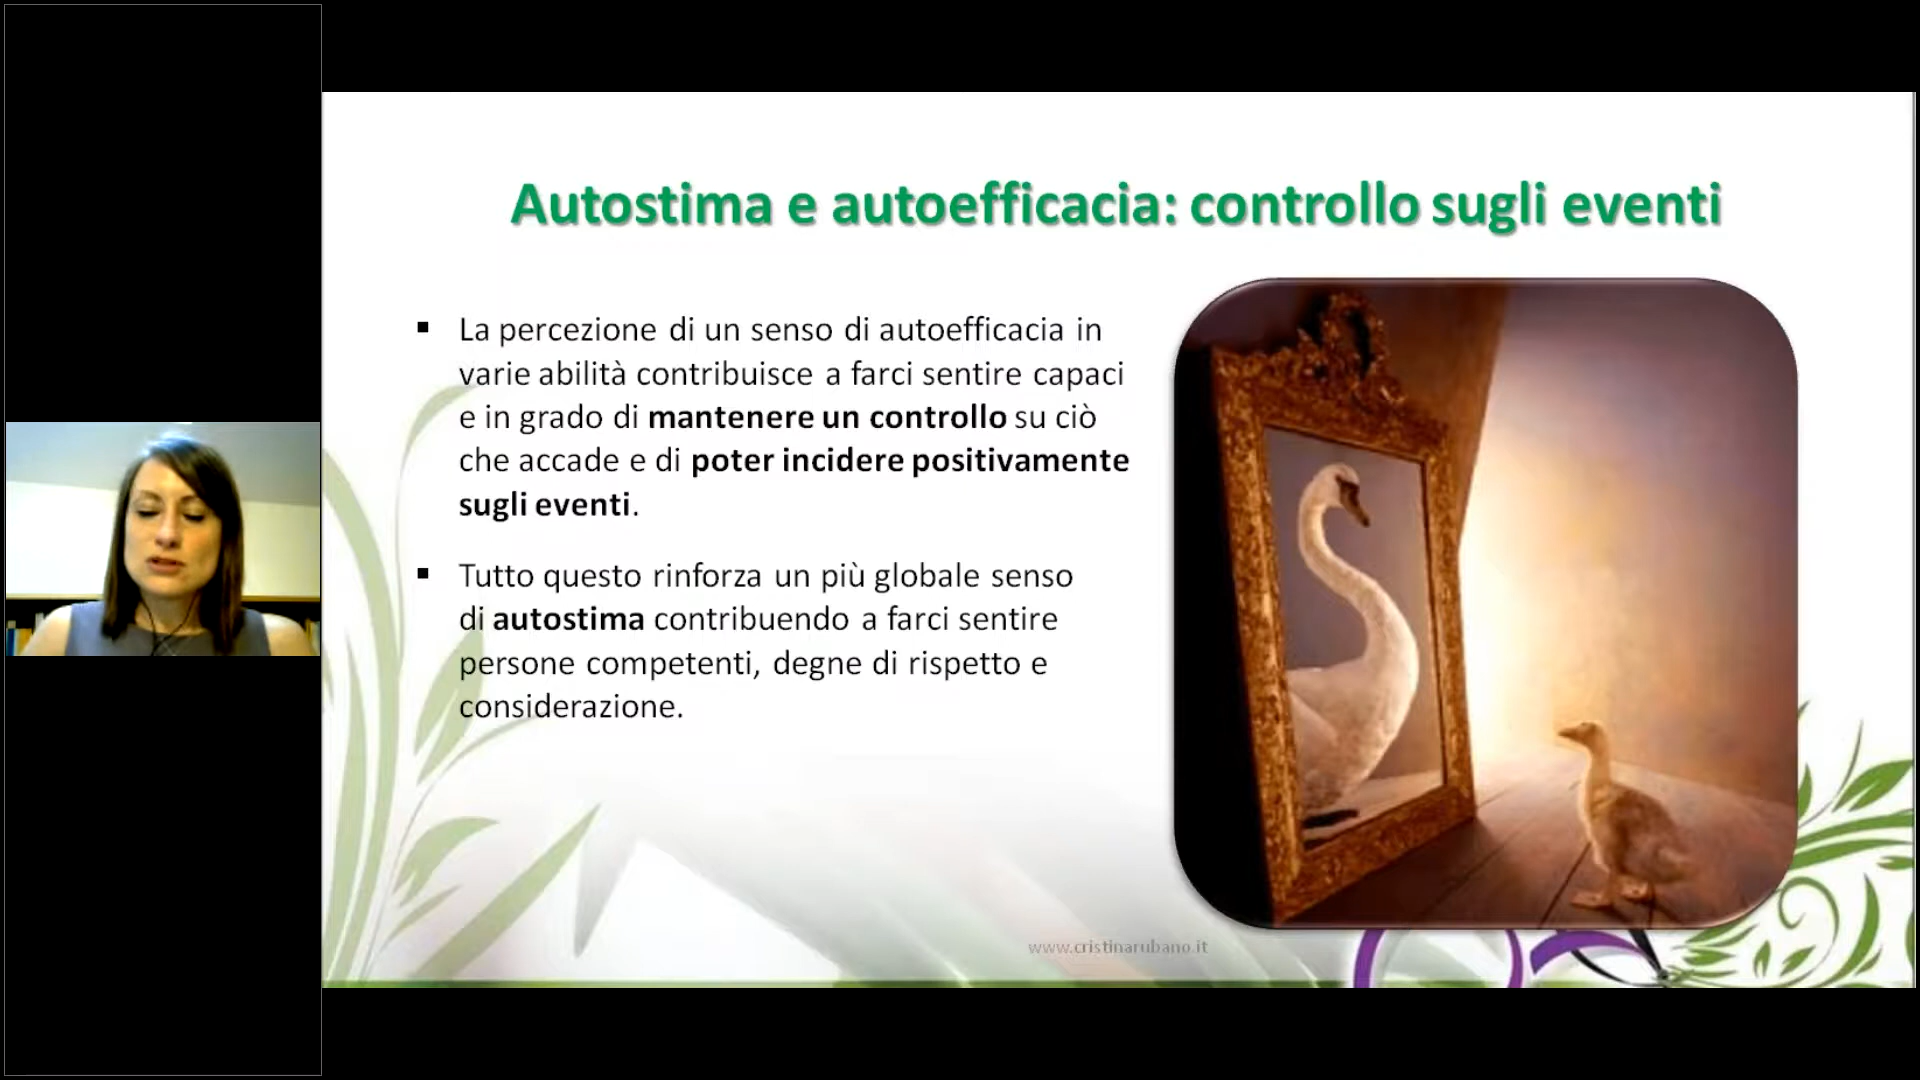 Autostima e autoefficacia: controllo sugli eventi
▪ La percezione di un senso di autoefficacia in
varie abilità contribuisce a farci sentire capaci
e in grado di mantenere un controllo su ciò
che accade e di poter incidere positivamente
sugli eventi.
▪ Tutto questo rinforza un più globale senso
di autostima contribuendo a farci sentire
persone competenti, degne di rispetto e
considerazione.
www.cristinarubano.it